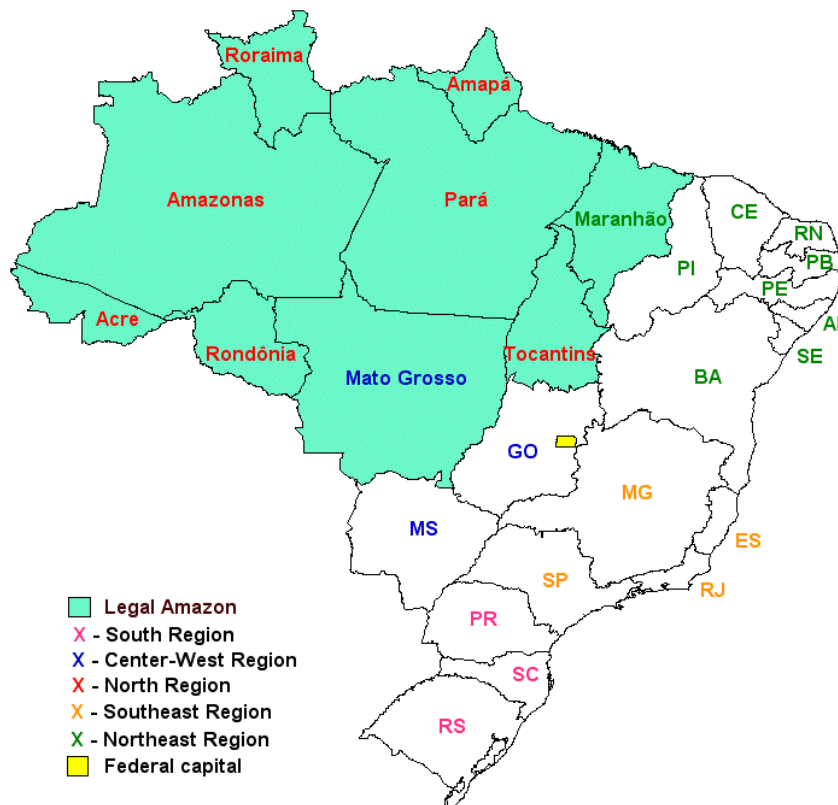 Roraima
Amapá
Amazonas
Pará
Maranhão
CE
RN
PB
PI
PE
AL
SE
Acre
Rondônia
Tocantins
Mato Grosso
BA
GO
MG
MS
ES
SP
RJ
PR
SC
RS
Legal Amazon
X - South Region
X - Center-West Region
X - North Region
X - Southeast Region
X - Northeast Region
Federal capital